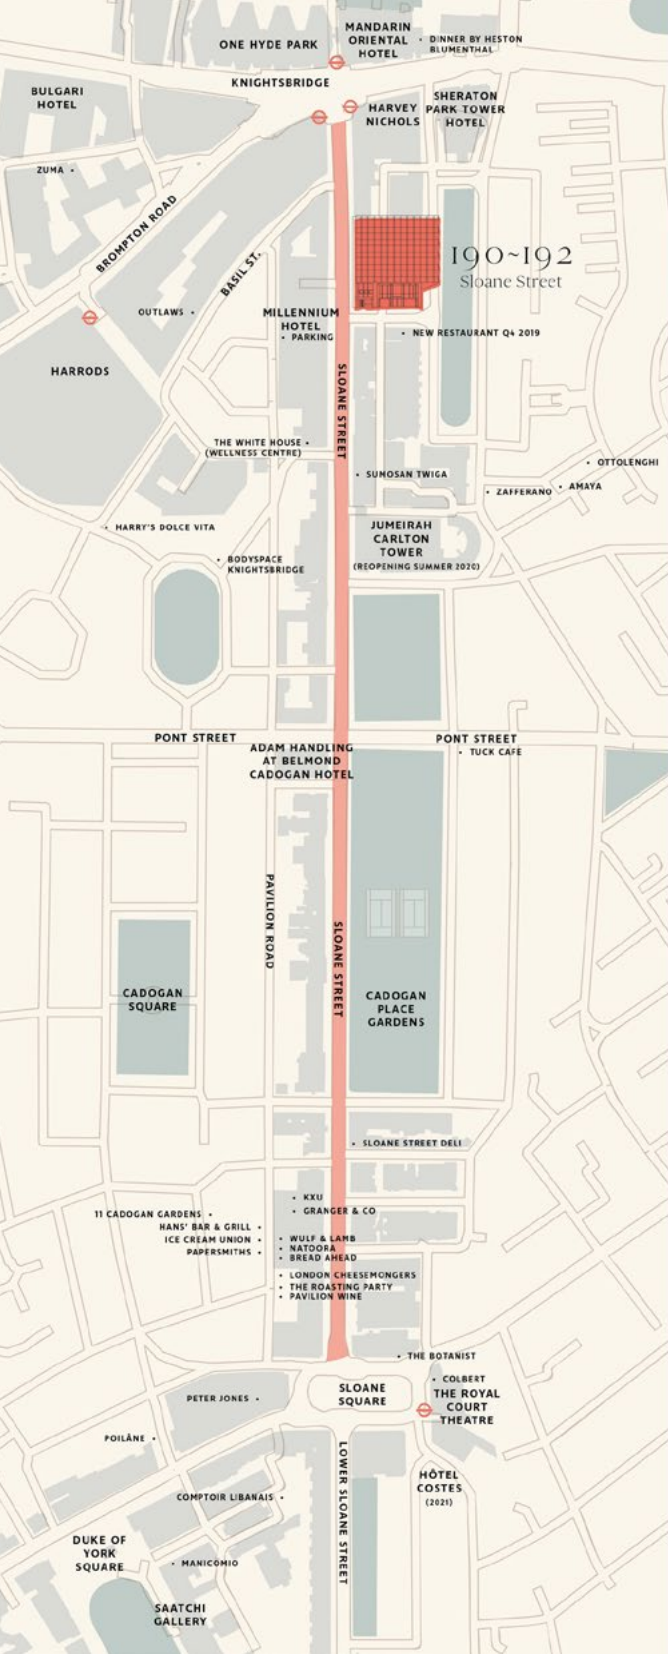 MANDARIN
ORIENTAL
HOTEL
ONE HYDE PARK
DINNER BY HESTON
BLUMENTHAL
KNIGHTSBRIDGE
BULGARI
HOTEL
HARVEY
NICHOLS
SHERATON
PARK TOWER
HOTEL
ZUMA
BROMPTON ROAD
BASIL ST.
190~192
Sloane Street
OUTLAWS
MILLENNIUM
HOTEL
PARKING
NEW RESTAURANT Q4 2019
HARRODS
SLOANE STREET
THE WHITE HOUSE
(WELLNESS CENTRE)
SUMOSAN TWIGA
OTTOLENGHI
ZAFFERANO
AMAYA
HARRY'S DOLCE VITA
JUMEIRAH
CARLTON
TOWER
(REOPENING SUMMER 2020)
BODYSPACE
KNIGHTSBRIDGE
PONT STREET
PONT STREET
TUCK CAFE
ADAM HANDLING
AT BELMOND
CADOGAN HOTEL
PAVILION ROAD
SLOANE STREET
CADOGAN
SQUARE
CADOGAN
PLACE
GARDENS
SLOANE STREET DELI
KXU
GRANGER & CO
11 CADOGAN GARDENS
HANS' BAR & GRILL
ICE CREAM UNION
PAPERSMITHS
WULF & LAMB
NATOORA
BREAD AHEAD
LONDON CHEESEMONGERS
THE ROASTING PARTY
PAVILION WINE
THE BOTANIST
COLBERT
THE ROYAL
COURT
THEATRE
SLOANE
SQUARE
PETER JONES
POILÂNE
LOWER SLOANE STREET
HÔTEL
COSTES
(2021)
COMPTOIR LIBANAIS
DUKE OF
YORK
SQUARE
MANICOMIO
SAATCHI
GALLERY